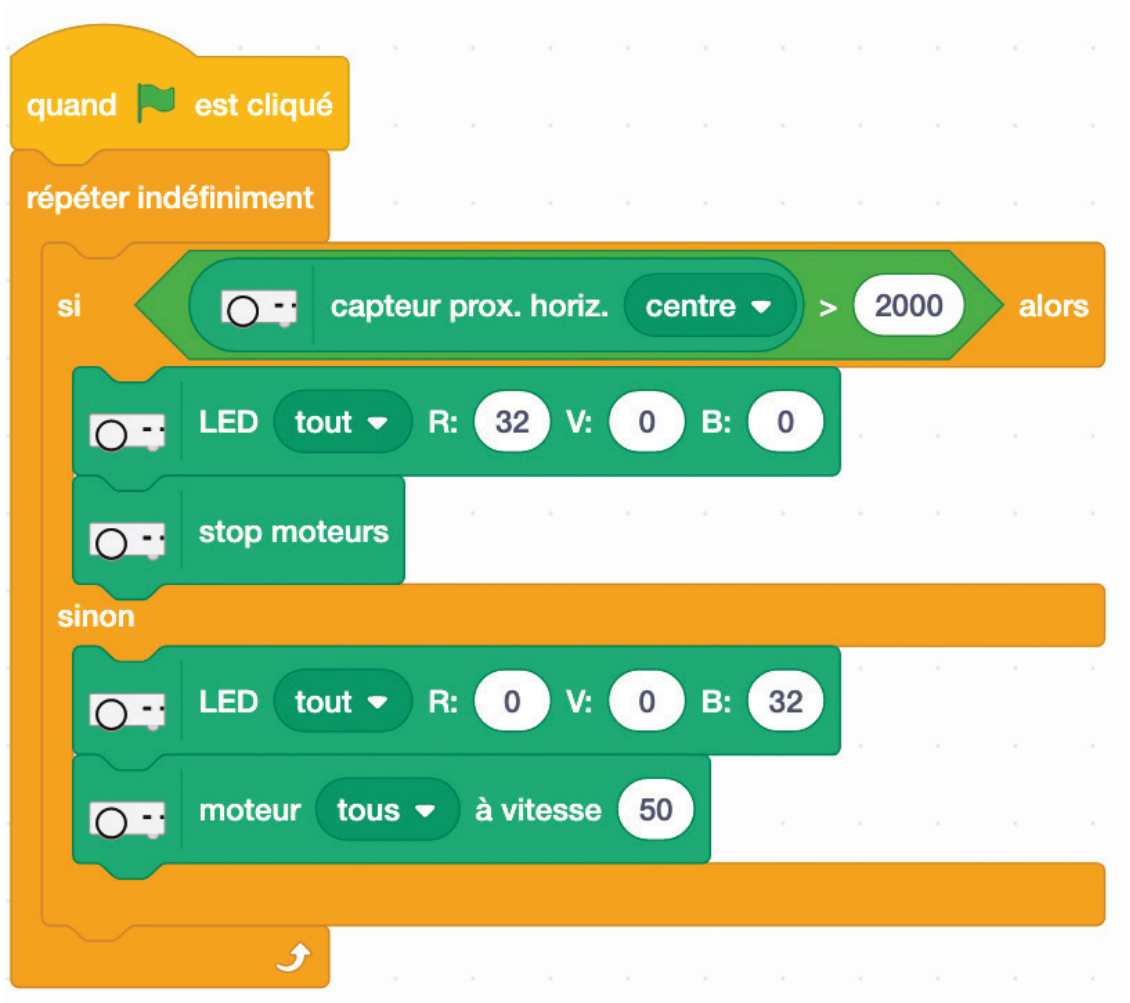 quand est cliqué
répéter indéfiniment
si capteur prox. horiz. centre > 2000 alors
LED tout R: 32 V: 0 B: 0
stop moteurs
sinon
LED tout R: 0 V: 0 B: 32
moteur tous à vitesse 50